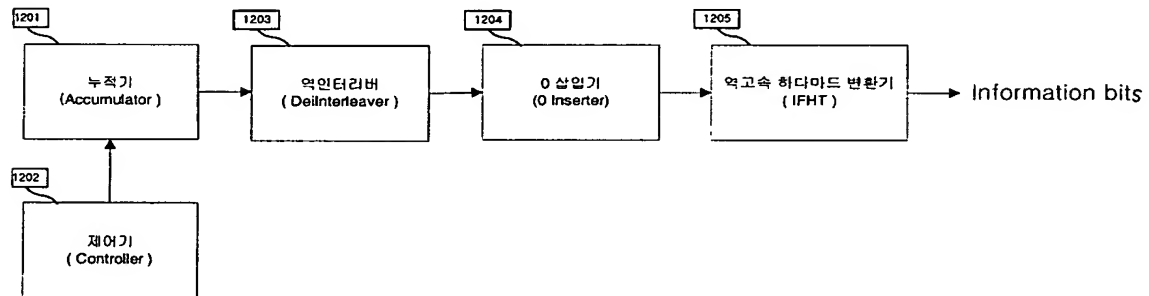 1201
누적기
(Accumulator)
1203
역인터리버
( DeiInterleaver )
1204
0 삽입기
(0 Inserter)
1205
역고속 하다마드 변환기
( IFHT )
Information bits
1202
제어기
( Controller )